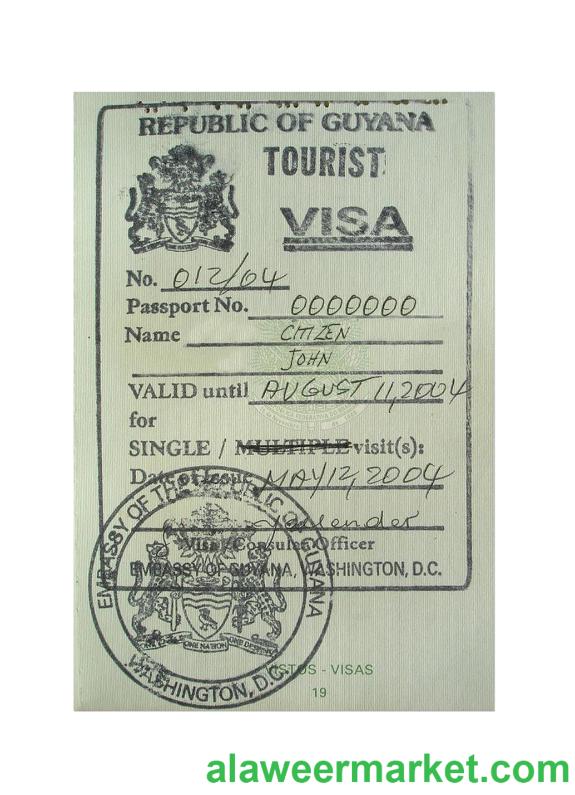 REPUBLIC OF GUYANA
TOURIST
VISA
No. 012/04
Passport No. 0000000
Name CITIZEN
JOHN
VALID until AUGUST 11, 2004
for
SINGLE / MULTIPLE visit(s):
Date of Issue MAY 12, 2004
Visa/Consular Officer
EMBASSY OF GUYANA, WASHINGTON, D.C.
EMBASSY OF THE REPUBLIC OF GUYANA
ONE NATION ONE DESTINY
WASHINGTON, D.C.
VISTOS - VISAS
19
alaweermarket.com